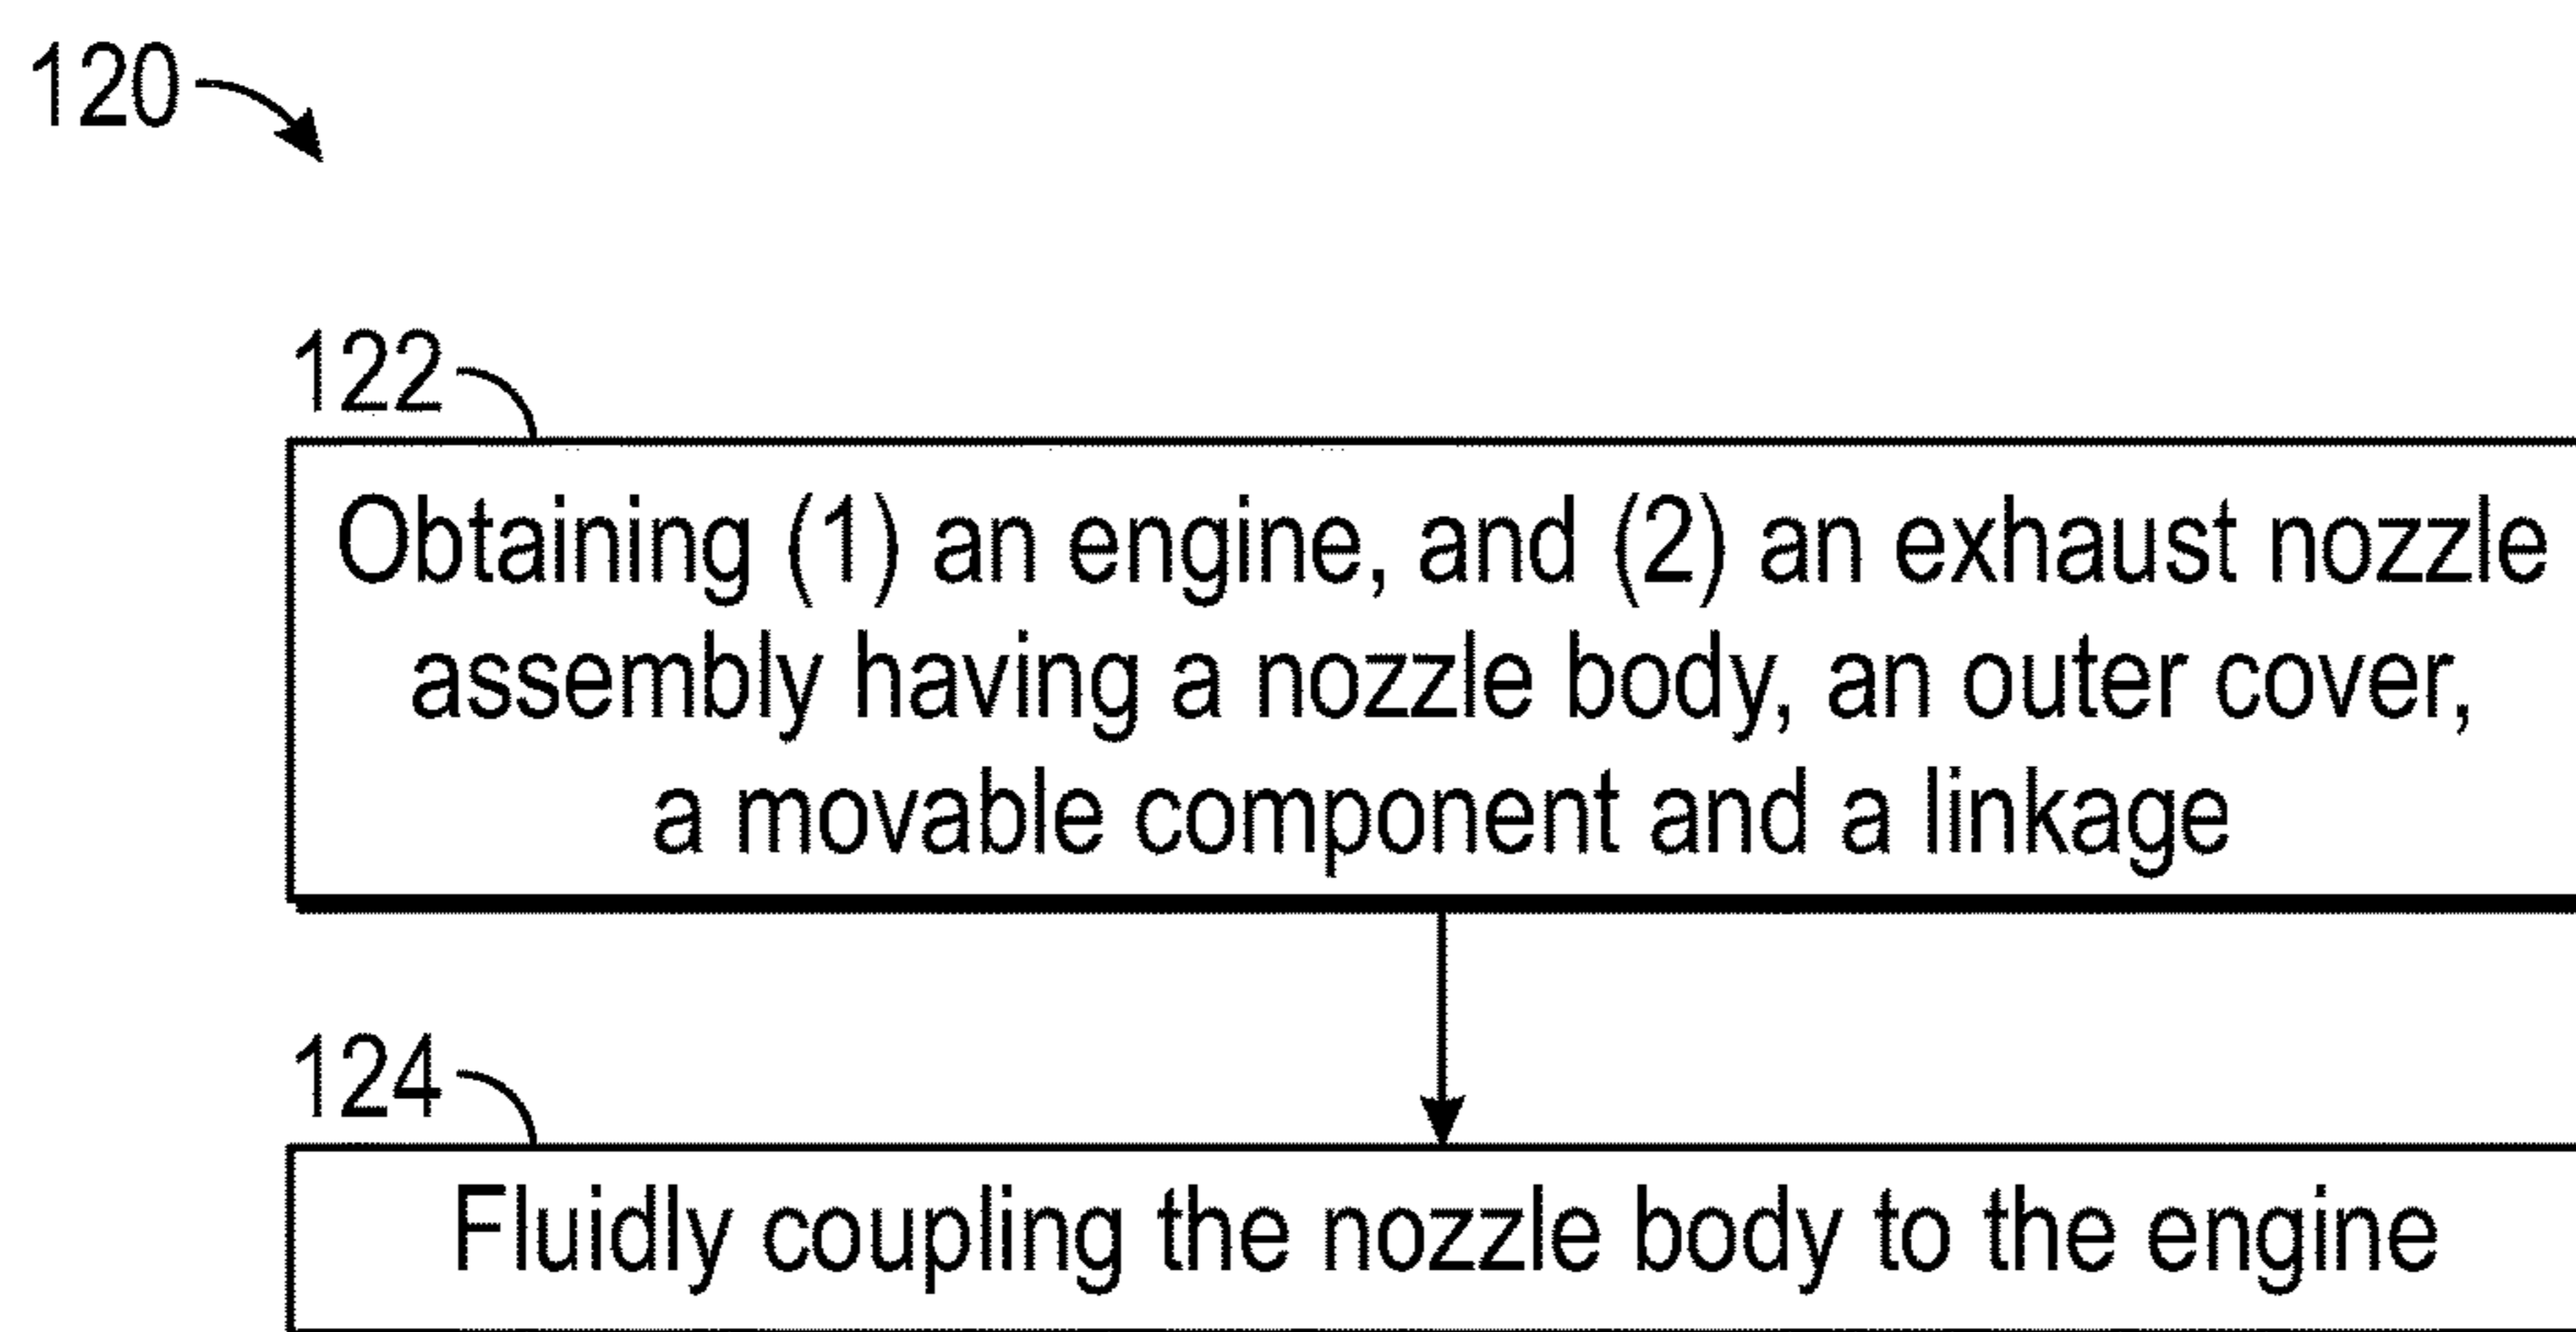 120
122
Obtaining (1) an engine, and (2) an exhaust nozzle
assembly having a nozzle body, an outer cover,
a movable component and a linkage
124
Fluidly coupling the nozzle body to the engine